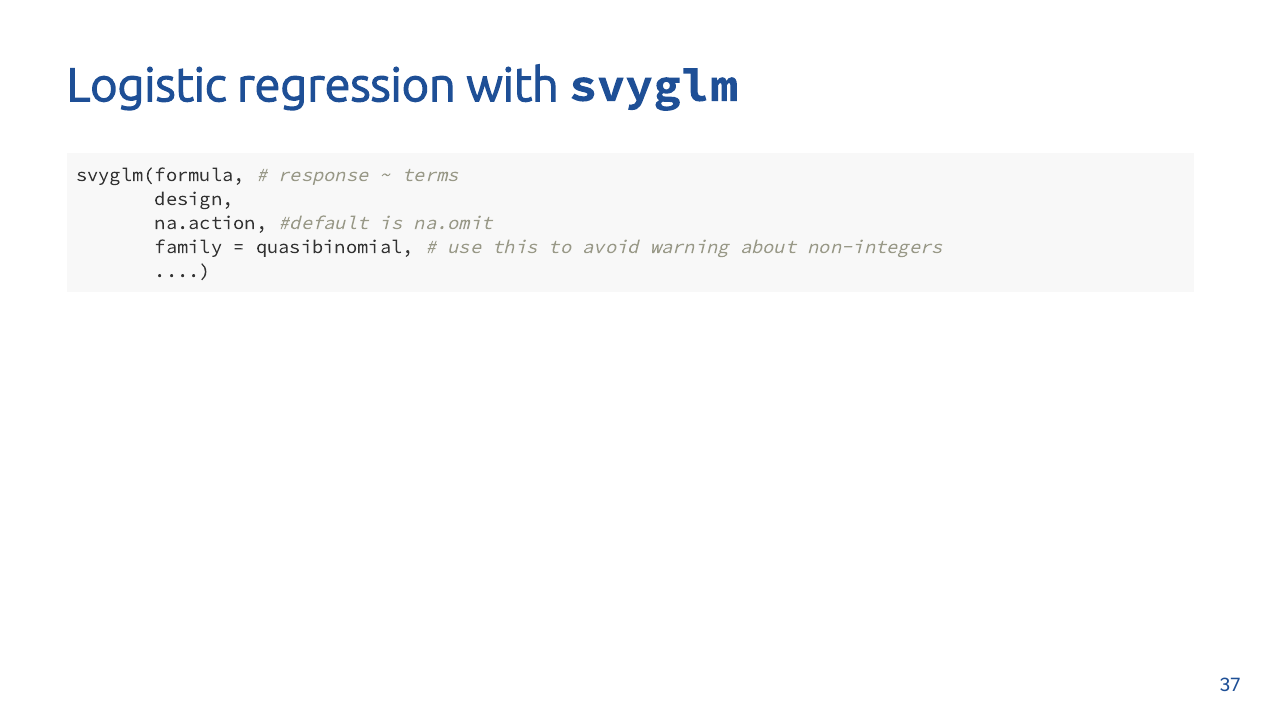 Logistic regression with svyglm
svyglm(formula, # response ~ terms
       design,
       na.action, #default is na.omit
       family = quasibinomial, # use this to avoid warning about non-integers
       ....)
37